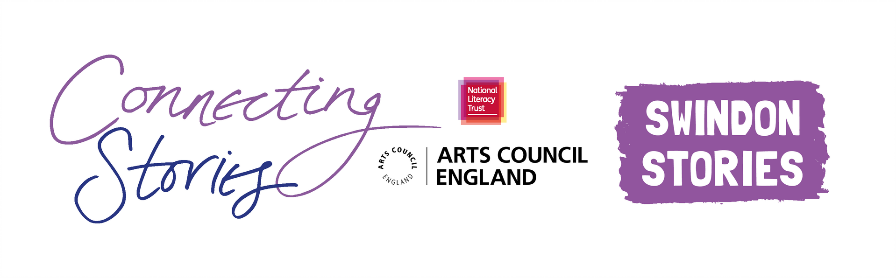 Connecting
Stories
National
Literacy
Trust
ARTS COUNCIL
ENGLAND
ARTS COUNCIL
ENGLAND
SWINDON
STORIES